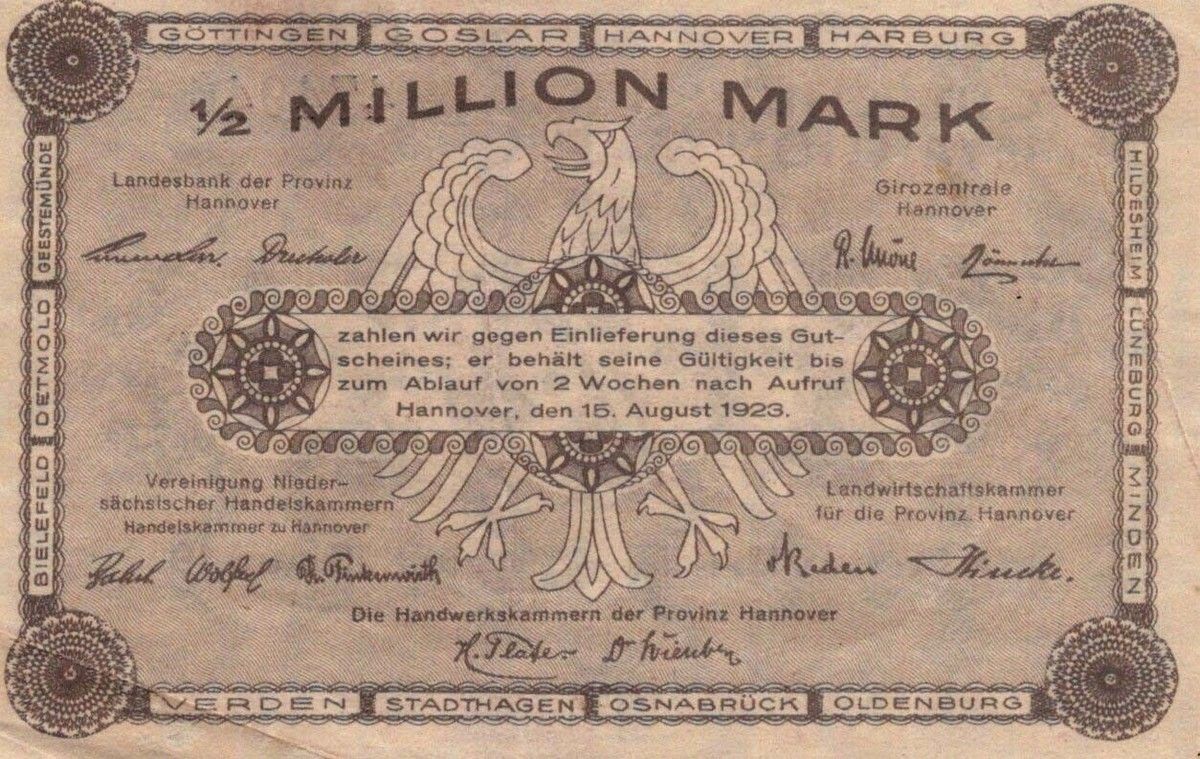 GÖTTINGEN GOSLAR HANNOVER HARBURG
½ MILLION MARK
Landesbank der Provinz
Hannover
Girozentrale
Hannover
zahlen wir gegen Einlieferung dieses Gut-
scheines; er behält seine Gültigkeit bis
zum Ablauf von 2 Wochen nach Aufruf
Hannover, den 15. August 1923.
Vereinigung Nieder-
sächsischer Handelskammern
Handelskammer zu Hannover
Landwirtschaftskammer
für die Provinz Hannover
Die Handwerkskammern der Provinz Hannover
H. Plate
BIELEFELD DETMOLD GEESTEMÜNDE
HILDESHEIM LÜNEBURG MINDEN
VERDEN STADTHAGEN OSNABRÜCK OLDENBURG